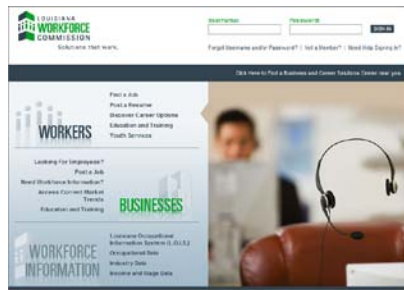 LOUISIANA
WORKFORCE
COMMISSION
Solutions that work.
Username
Password
SIGN IN
Forgot Username and/or Password? | Not a Member? | Need Help Signing In?
Click Here to Find a Business and Career Solutions Center near you
WORKERS
Find a Job
Post a Resume
Discover Career Options
Education and Training
Youth Services
Looking for Employees?
Post a Job
Need Workforce Information?
Access Current Market
Trends
Education and Training
BUSINESSES
WORKFORCE
INFORMATION
Louisiana Occupational
Information System (L.O.I.S.)
Occupational Data
Industry Data
Income and Wage Data